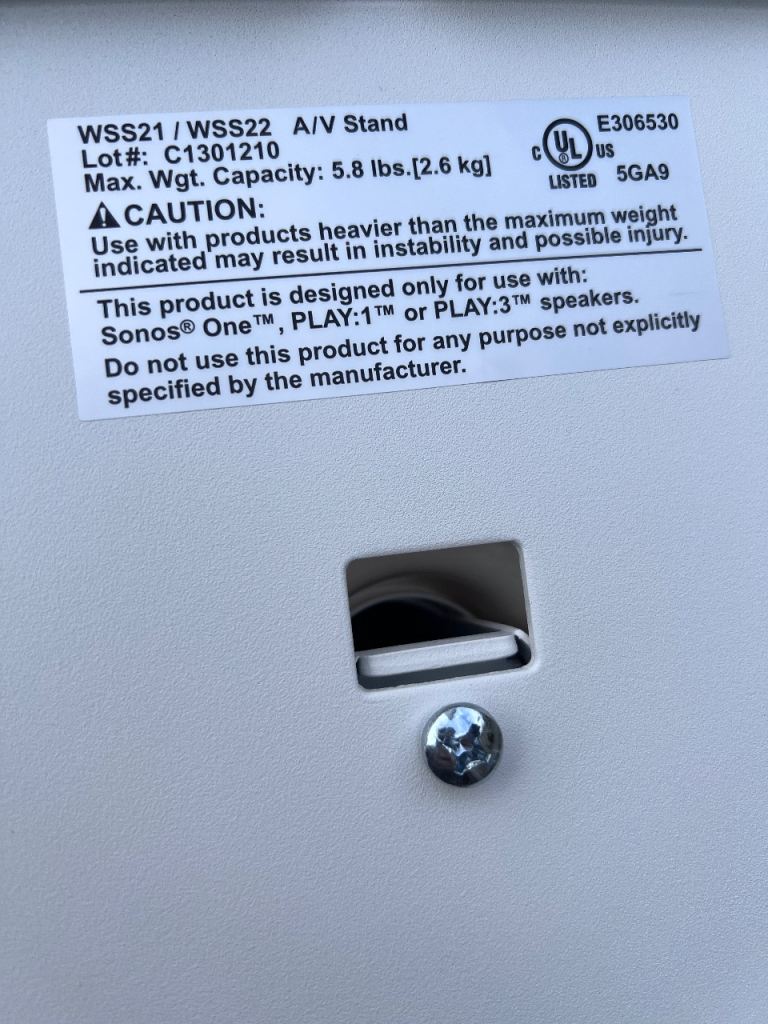 WSS21 / WSS22 A/V Stand
Lot#: C1301210
Max. Wgt. Capacity: 5.8 lbs.[2.6 kg]
C UL ® US
LISTED
E306530
5GA9
CAUTION:
Use with products heavier than the maximum weight
indicated may result in instability and possible injury.
This product is designed only for use with:
Sonos® One™, PLAY:1™ or PLAY:3™ speakers.
Do not use this product for any purpose not explicitly
specified by the manufacturer.